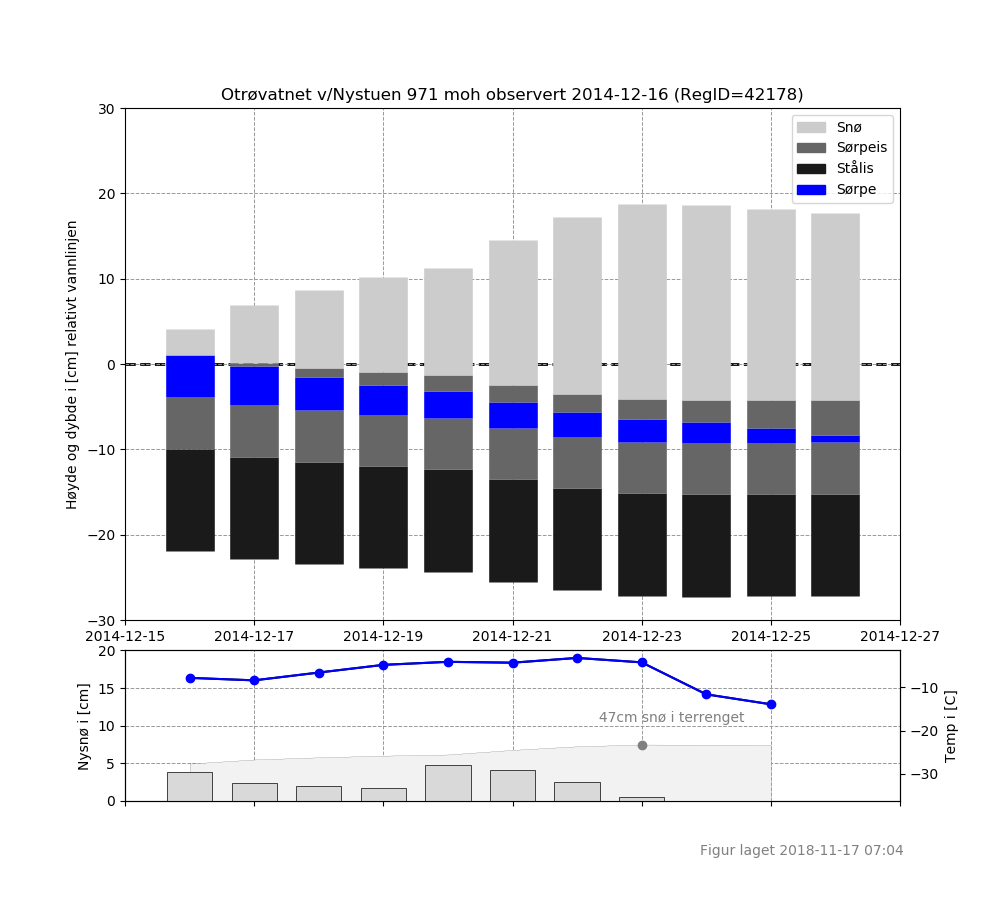 Otrøvatnet v/Nystuen 971 moh observert 2014-12-16 (RegID=42178)
30
20
10
0
−10
−20
−30
Høyde og dybde i [cm] relativt vannlinjen
Snø
Sørpeis
Stålis
Sørpe
2014-12-15 2014-12-17 2014-12-19 2014-12-21 2014-12-23 2014-12-25 2014-12-27
20
15
10
5
0
Nysnø i [cm]
47cm snø i terrenget
−10
−20
−30
Temp i [C]
Figur laget 2018-11-17 07:04